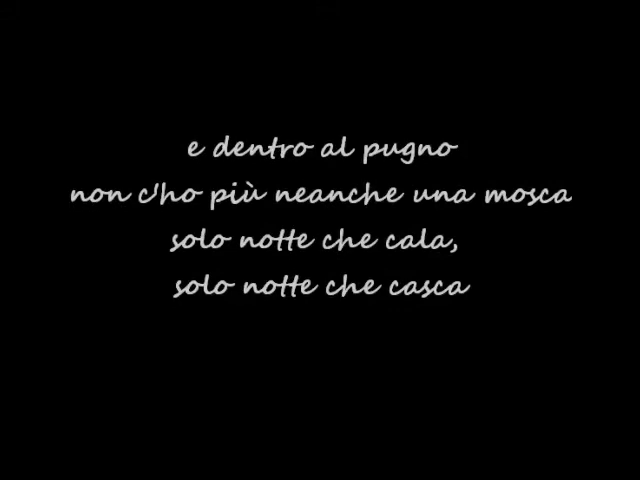 e dentro al pugno
non c'ho più neanche una mosca
solo notte che cala,
solo notte che casca